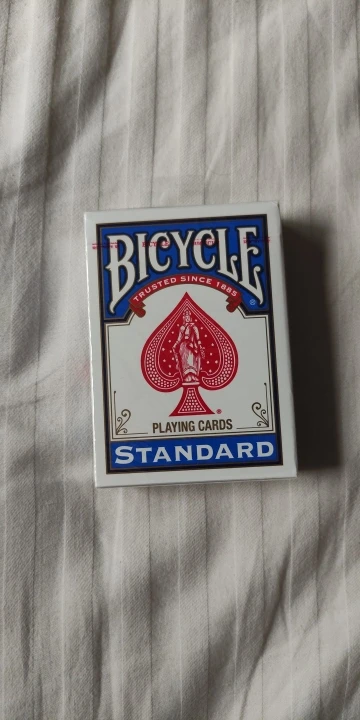 BICYCLE
®
TRUSTED SINCE 1885
®
PLAYING CARDS
STANDARD